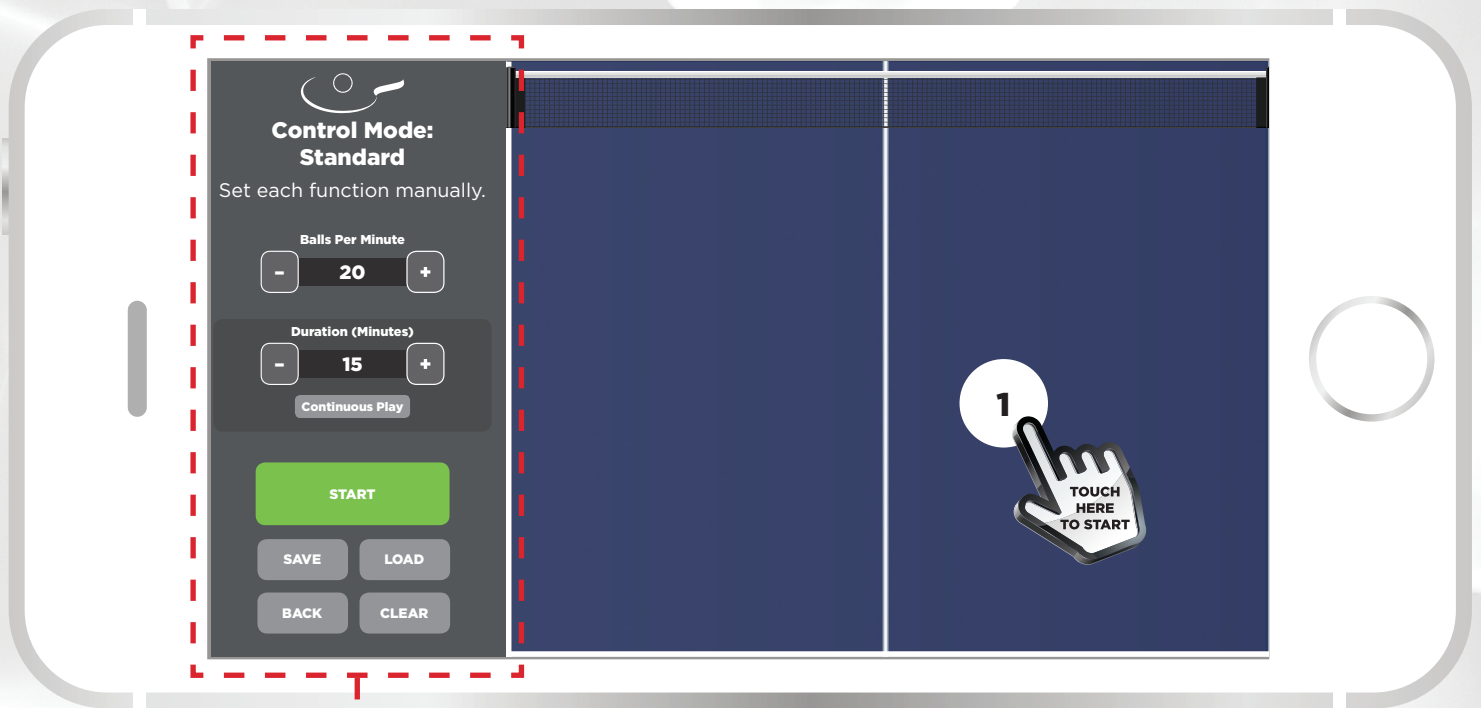 Control Mode:
Standard
Set each function manually.
Balls Per Minute
- 20 +
Duration (Minutes)
- 15 +
Continuous Play
START
SAVE LOAD
BACK CLEAR
1
TOUCH
HERE
TO START